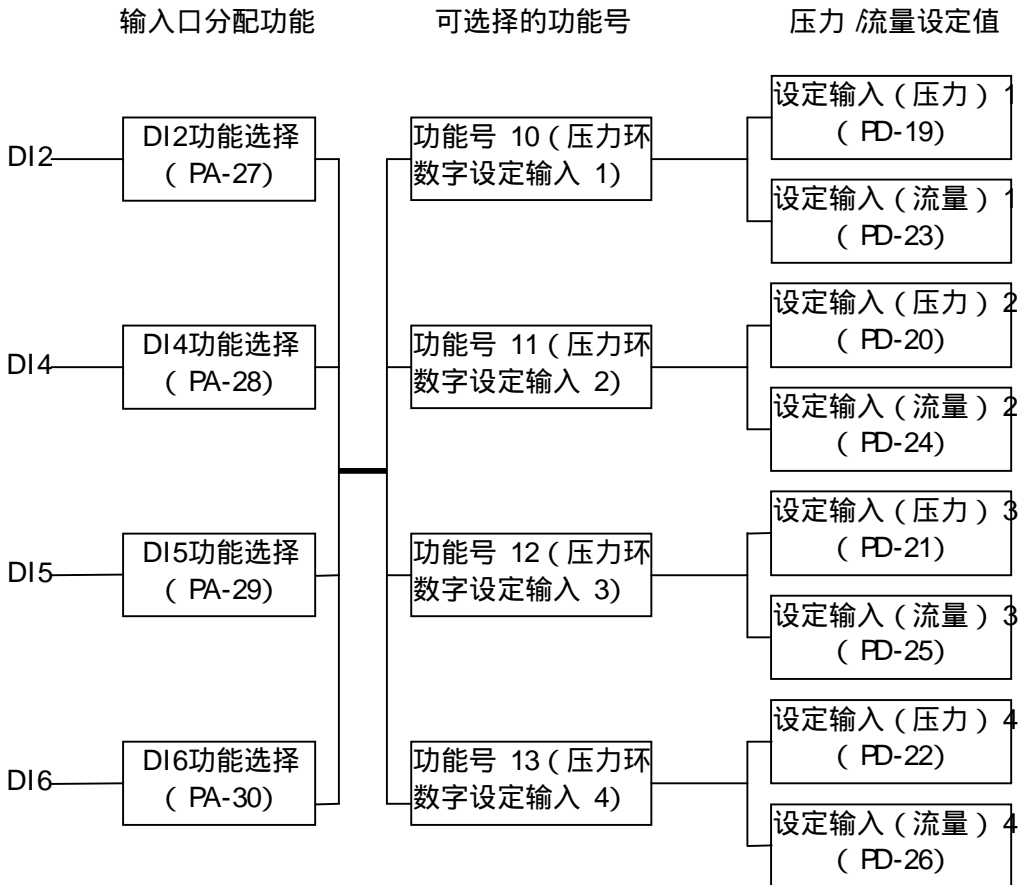 输入口分配功能
可选择的功能号
压力 /流量设定值
DI2
DI2功能选择
( PA-27)
功能号 10 ( 压力环
数字设定输入 1)
设定输入 ( 压力 ) 1
( PD-19)
设定输入 ( 流量 ) 1
( PD-23)
DI4
DI4功能选择
( PA-28)
功能号 11 ( 压力环
数字设定输入 2)
设定输入 ( 压力 ) 2
( PD-20)
设定输入 ( 流量 ) 2
( PD-24)
DI5
DI5功能选择
( PA-29)
功能号 12 ( 压力环
数字设定输入 3)
设定输入 ( 压力 ) 3
( PD-21)
设定输入 ( 流量 ) 3
( PD-25)
DI6
DI6功能选择
( PA-30)
功能号 13 ( 压力环
数字设定输入 4)
设定输入 ( 压力 ) 4
( PD-22)
设定输入 ( 流量 ) 4
( PD-26)